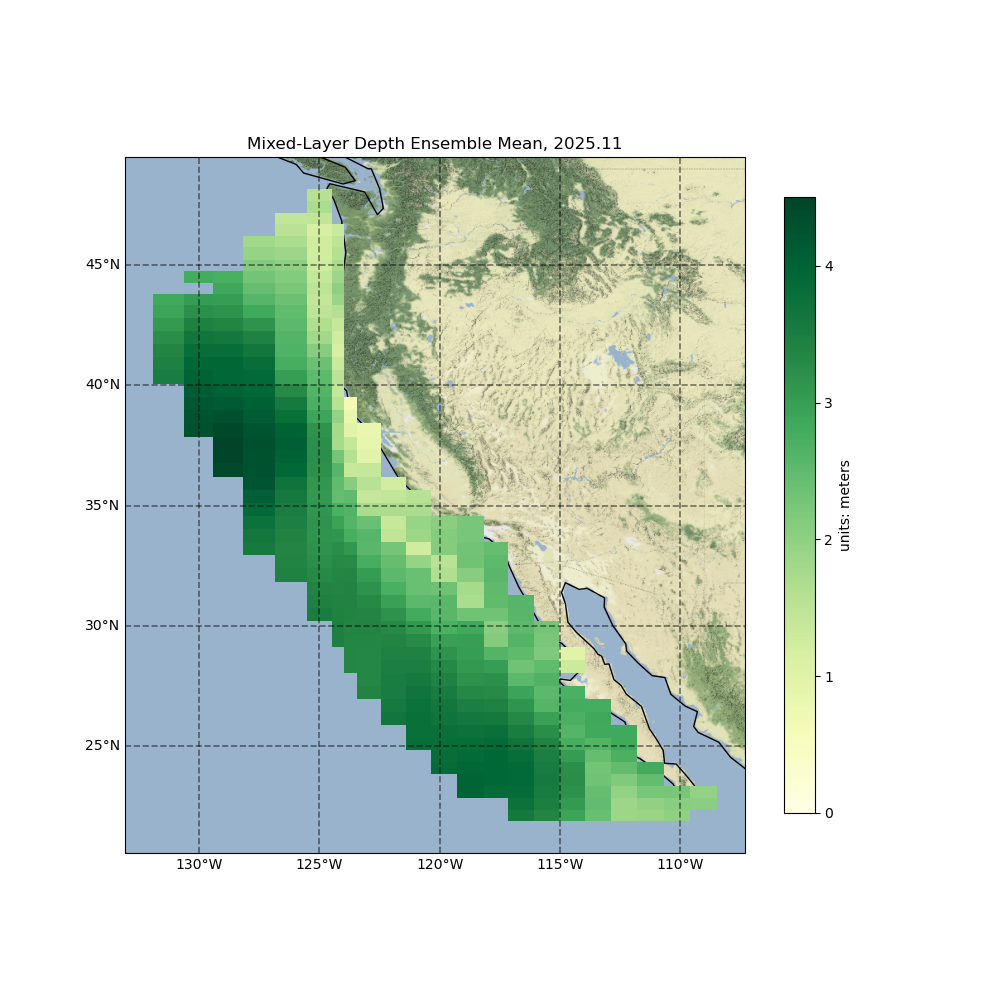 Mixed-Layer Depth Ensemble Mean, 2025.11
45°N
40°N
35°N
30°N
25°N
130°W
125°W
120°W
115°W
110°W
4
3
2
1
0
units: meters